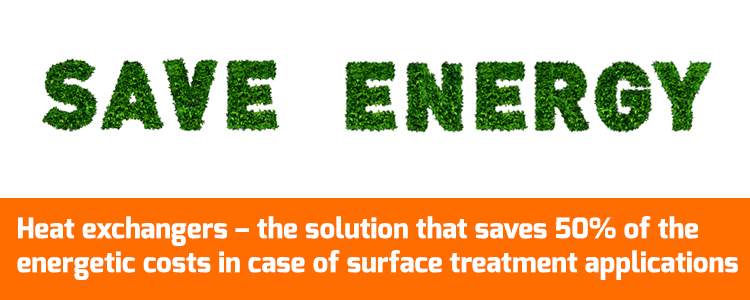 SAVE ENERGY
Heat exchangers – the solution that saves 50% of the
energetic costs in case of surface treatment applications